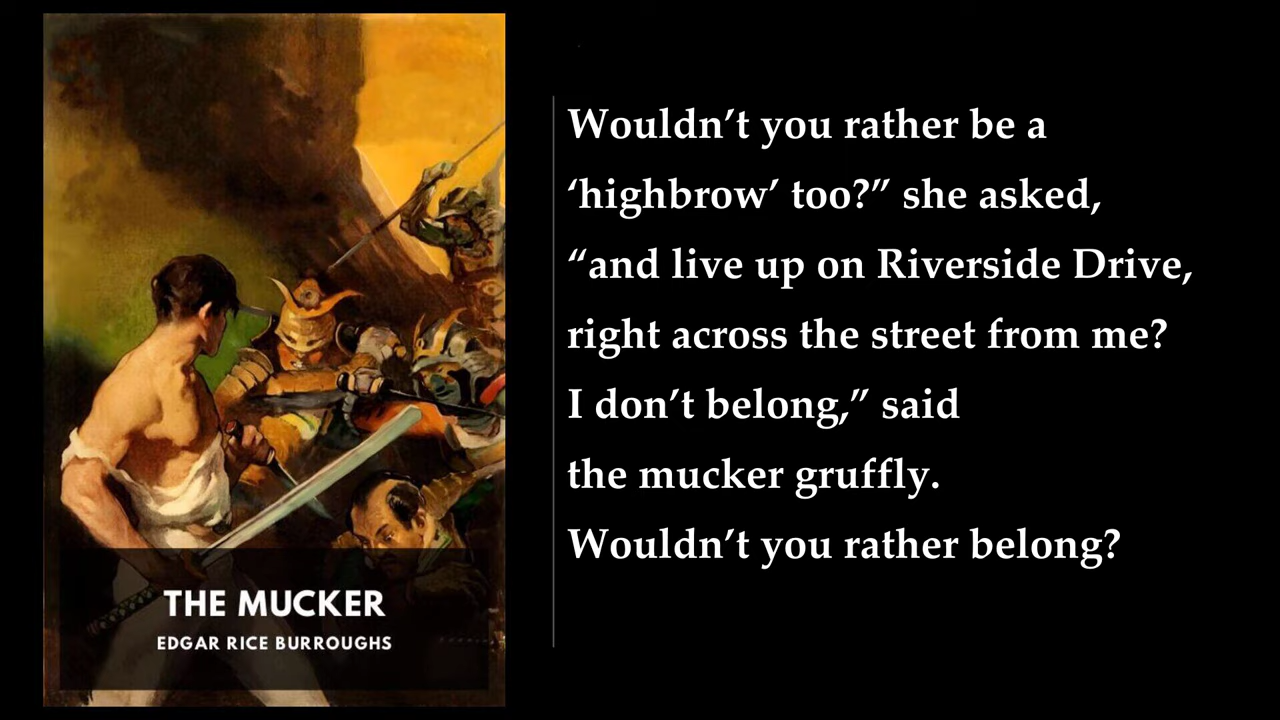 Wouldn’t you rather be a
‘highbrow’ too?” she asked,
“and live up on Riverside Drive,
right across the street from me?
I don’t belong,” said
the mucker gruffly.
Wouldn’t you rather belong?
THE MUCKER
EDGAR RICE BURROUGHS